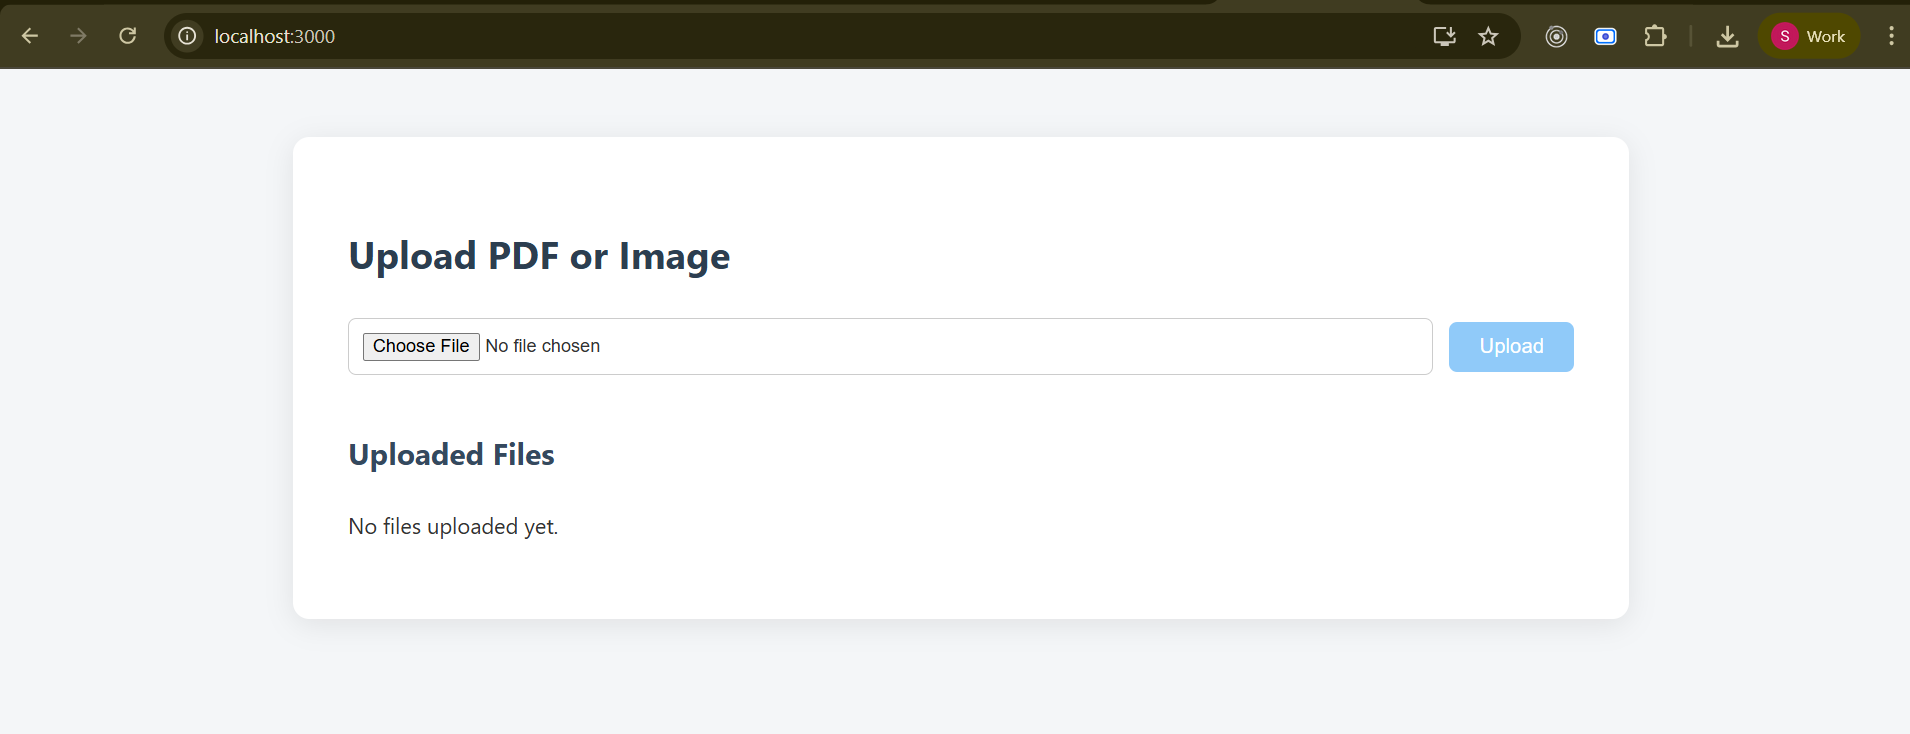 localhost:3000
S Work
Upload PDF or Image
Choose File No file chosen
Upload
Uploaded Files
No files uploaded yet.